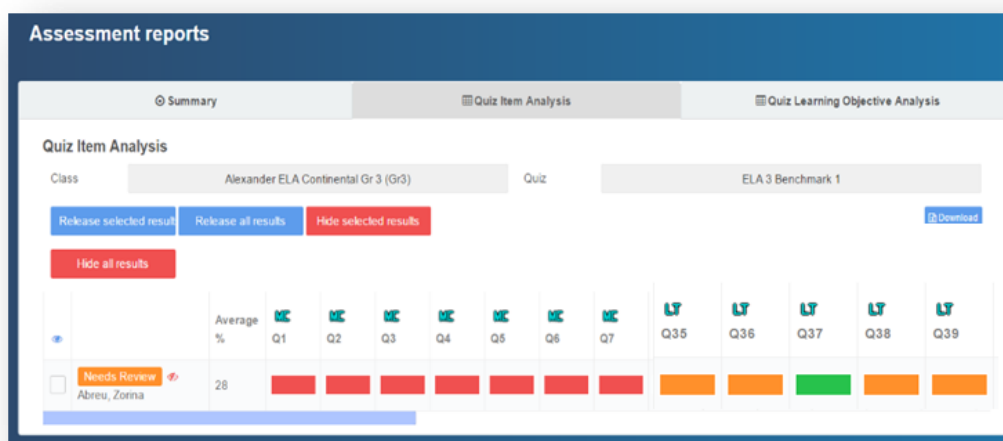 Assessment reports
Summary
Quiz Item Analysis
Quiz Learning Objective Analysis
Quiz Item Analysis
Class
Alexander ELA Continental Gr 3 (Gr3)
Quiz
ELA 3 Benchmark 1
Release selected result
Release all results
Hide selected results
Download
Hide all results
Average
%
MC MC MC MC MC MC MC LT LT LT LT LT
Q1 Q2 Q3 Q4 Q5 Q6 Q7 Q35 Q36 Q37 Q38 Q39
Needs Review
Abreu, Zorina
28